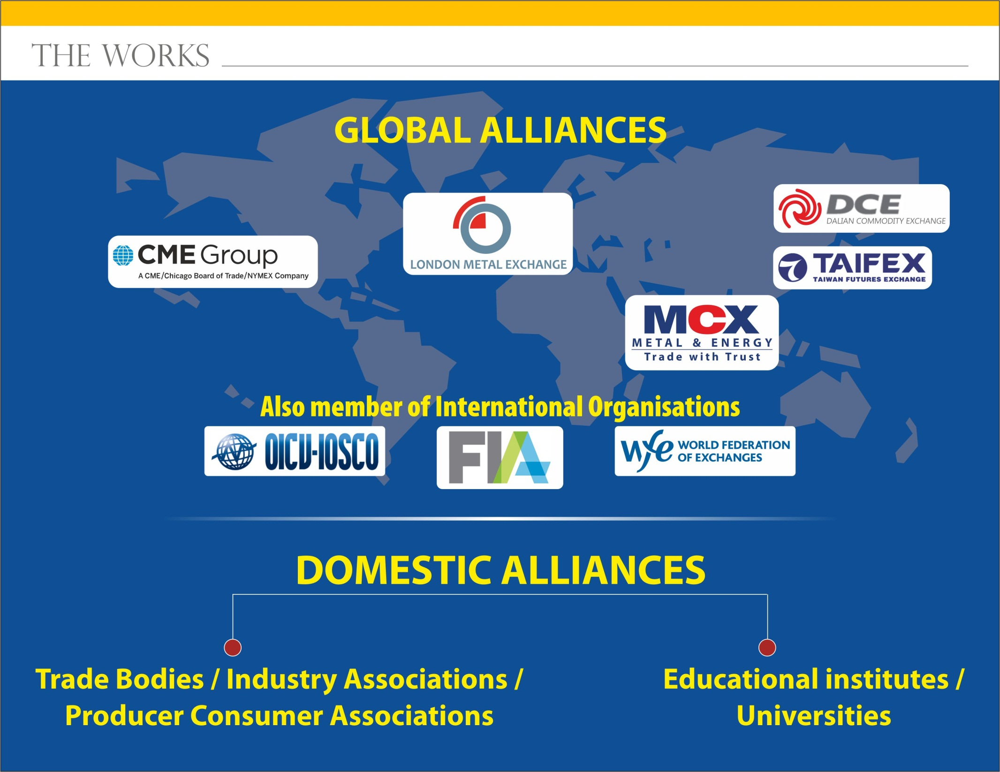 THE WORKS
GLOBAL ALLIANCES
DCE
DALIAN COMMODITY EXCHANGE
CME Group
A CME/Chicago Board of Trade/NYMEX Company
LONDON METAL EXCHANGE
TAIFEX
TAIWAN FUTURES EXCHANGE
MCX
METAL & ENERGY
Trade with Trust
Also member of International Organisations
OICU-IOSCO
FIA
wfe WORLD FEDERATION
OF EXCHANGES
DOMESTIC ALLIANCES
Trade Bodies / Industry Associations /
Producer Consumer Associations
Educational institutes /
Universities